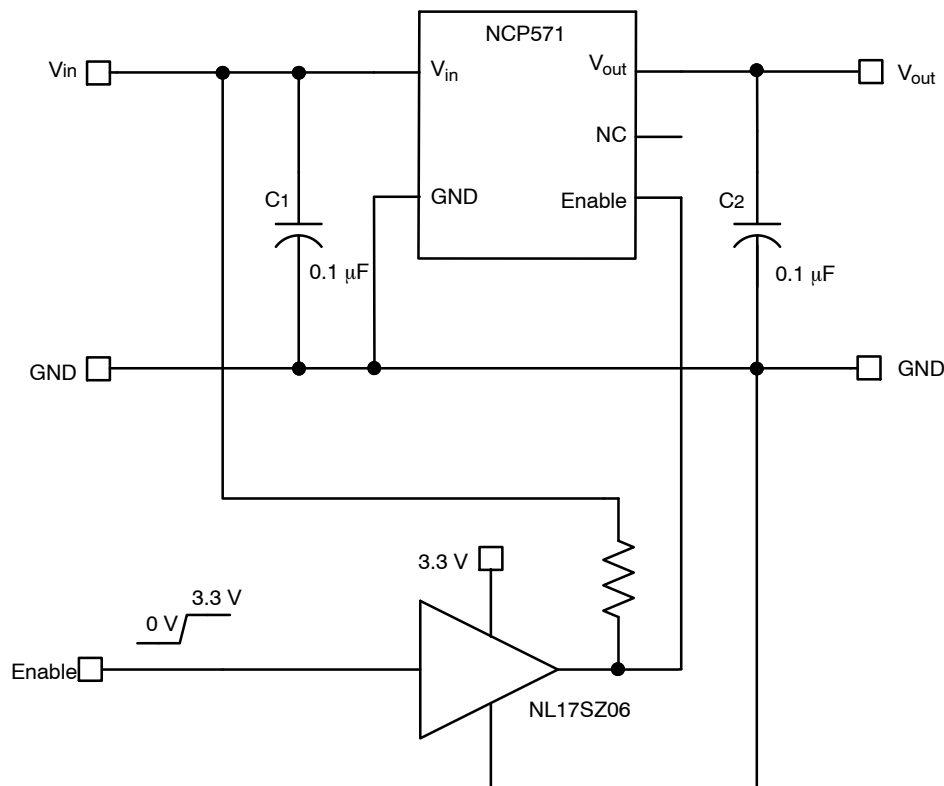 NCP571
Vin
Vin
Vout
Vout
NC
C1
GND
Enable
C2
0.1 μF
0.1 μF
GND
GND
3.3 V
3.3 V
0 V
Enable
NL17SZ06